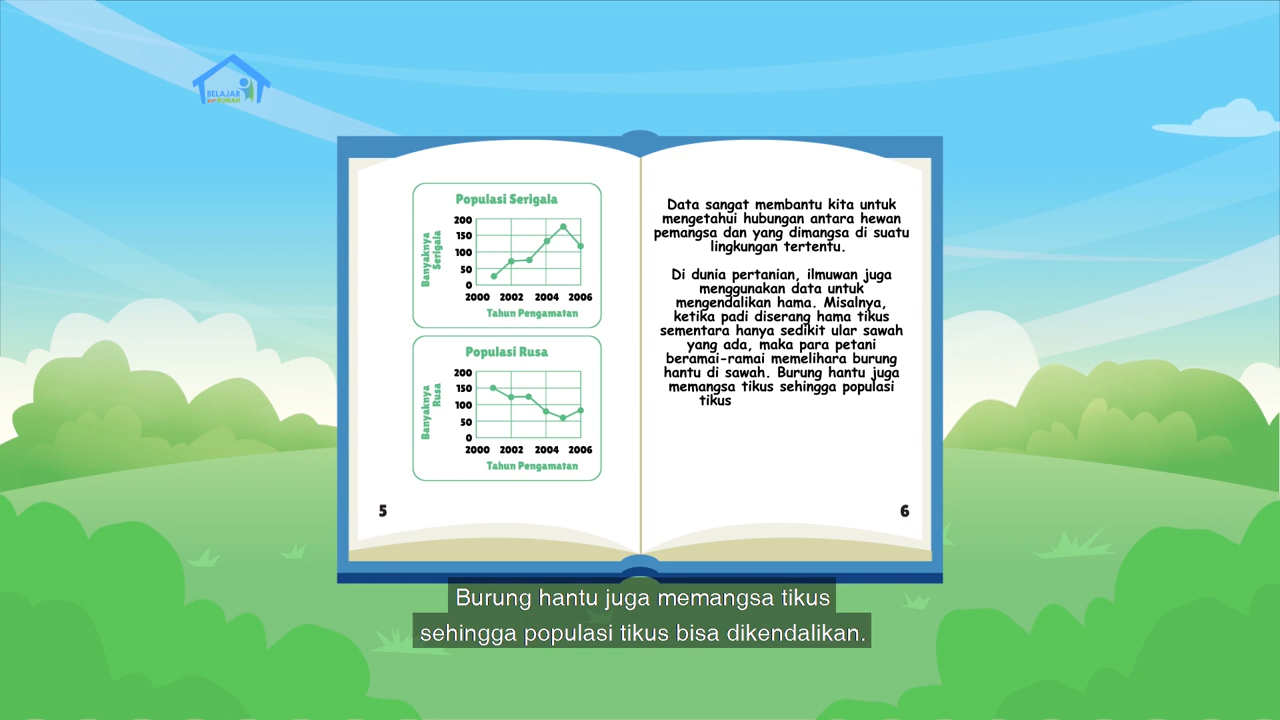 BELAJAR
DARI RUMAH
Populasi Serigala
Banyaknya
Serigala
200
150
100
50
0
2000 2002 2004 2006
Tahun Pengamatan
Populasi Rusa
Banyaknya
Rusa
200
150
100
50
0
2000 2002 2004 2006
Tahun Pengamatan
5
Data sangat membantu kita untuk
mengetahui hubungan antara hewan
pemangsa dan yang dimangsa di suatu
lingkungan tertentu.
Di dunia pertanian, ilmuwan juga
menggunakan data untuk
mengendalikan hama. Misalnya,
ketika padi diserang hama tikus
sementara hanya sedikit ular sawah
yang ada, maka para petani
beramai-ramai memelihara burung
hantu di sawah. Burung hantu juga
memangsa tikus sehingga populasi
tikus
6
Burung hantu juga memangsa tikus
sehingga populasi tikus bisa dikendalikan.